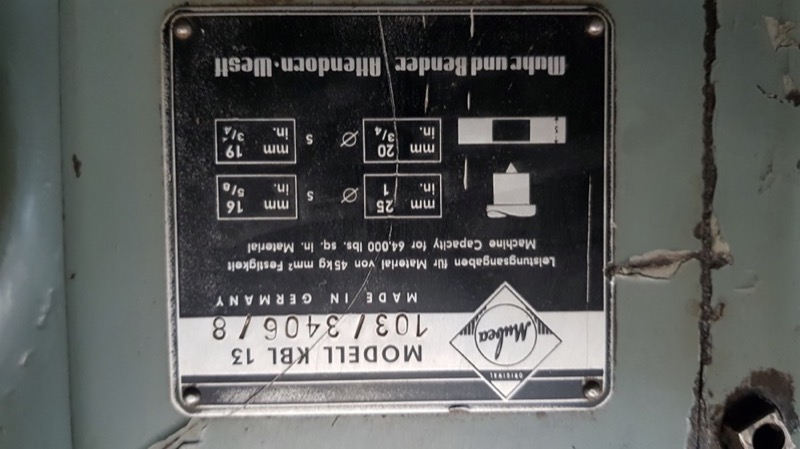 ORIGINAL
Mubea
MODELL KBL 13
103/3406/8
MADE IN GERMANY
Leistungsangaben für Material von 45kg mm² Festigkeit
Machine Capacity for 64,000 lbs. sq. in. Material
mm 25 Ø s mm 16
in. 1 in. 5/8
mm 20 Ø s mm 19
in. 3/4 in. 3/4
Muhr und Bender Attendorn-Westf